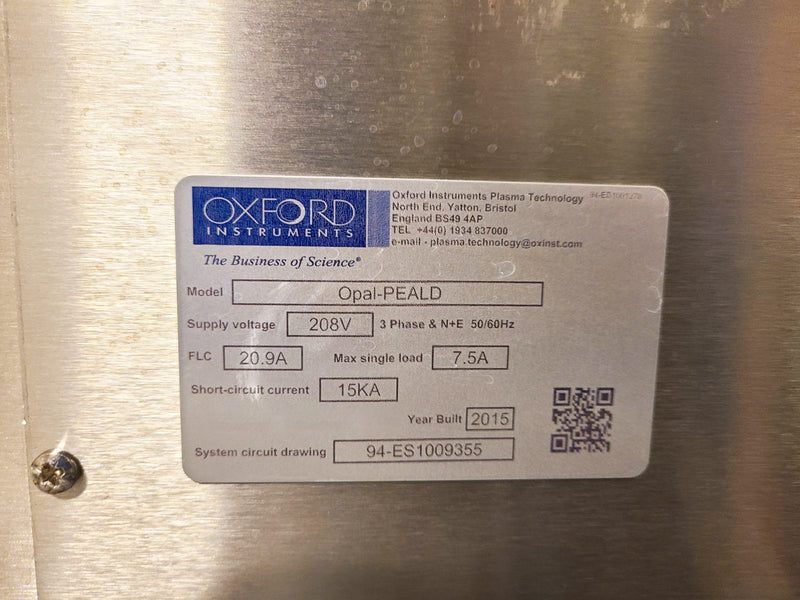 OXFORD
INSTRUMENTS
Oxford Instruments Plasma Technology
North End, Yatton, Bristol
England BS49 4AP
TEL +44(0) 1934 837000
e-mail - plasma.technology@oxinst.com
The Business of Science®
Model Opal-PEALD
Supply voltage 208V 3 Phase & N+E 50/60Hz
FLC 20.9A Max single load 7.5A
Short-circuit current 15KA
Year Built 2015
System circuit drawing 94-ES1009355